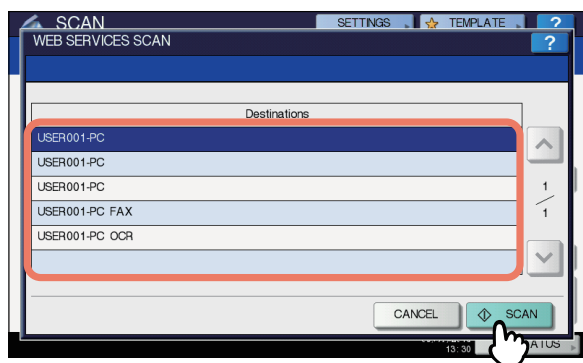 SCAN
SETTINGS
TEMPLATE
?
WEB SERVICES SCAN
?
Destinations
USER001-PC
USER001-PC
USER001-PC
USER001-PC FAX
USER001-PC OCR
1
1
CANCEL
SCAN
13:30